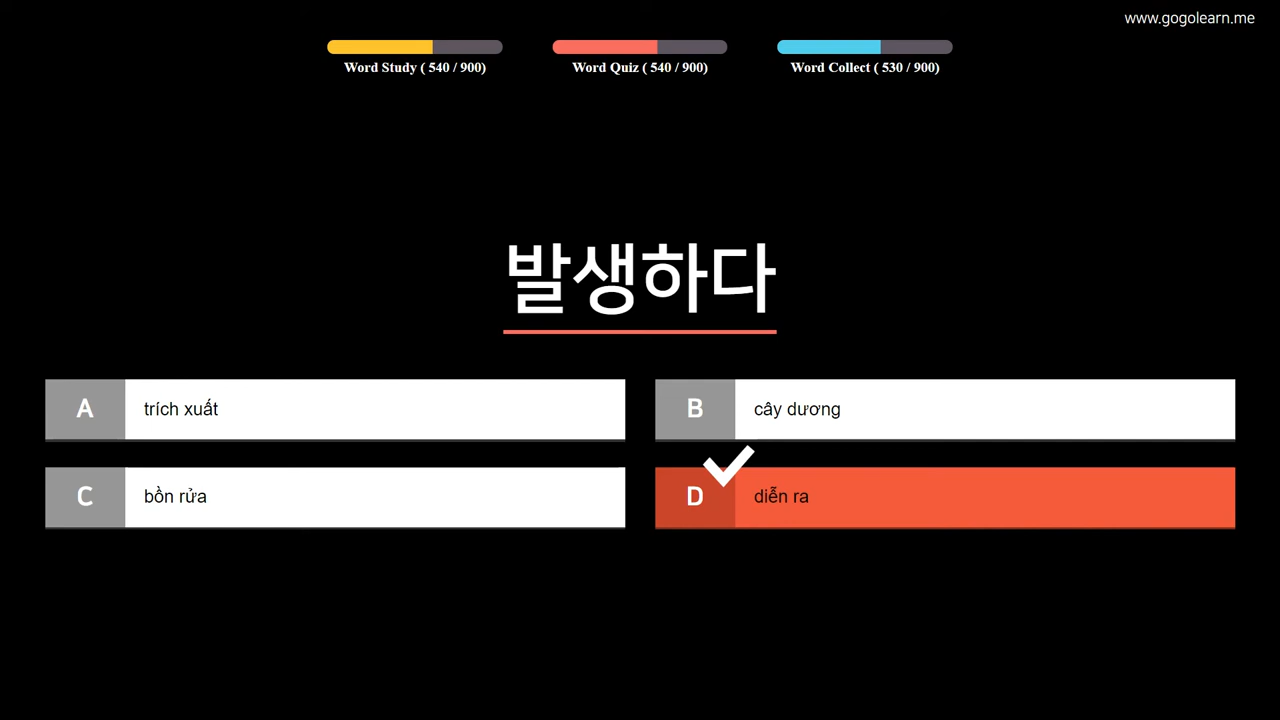 www.gogolearn.me
Word Study ( 540 / 900)
Word Quiz ( 540 / 900)
Word Collect ( 530 / 900)
발생하다
A trích xuất
B cây dương
C bồn rửa
D diễn ra